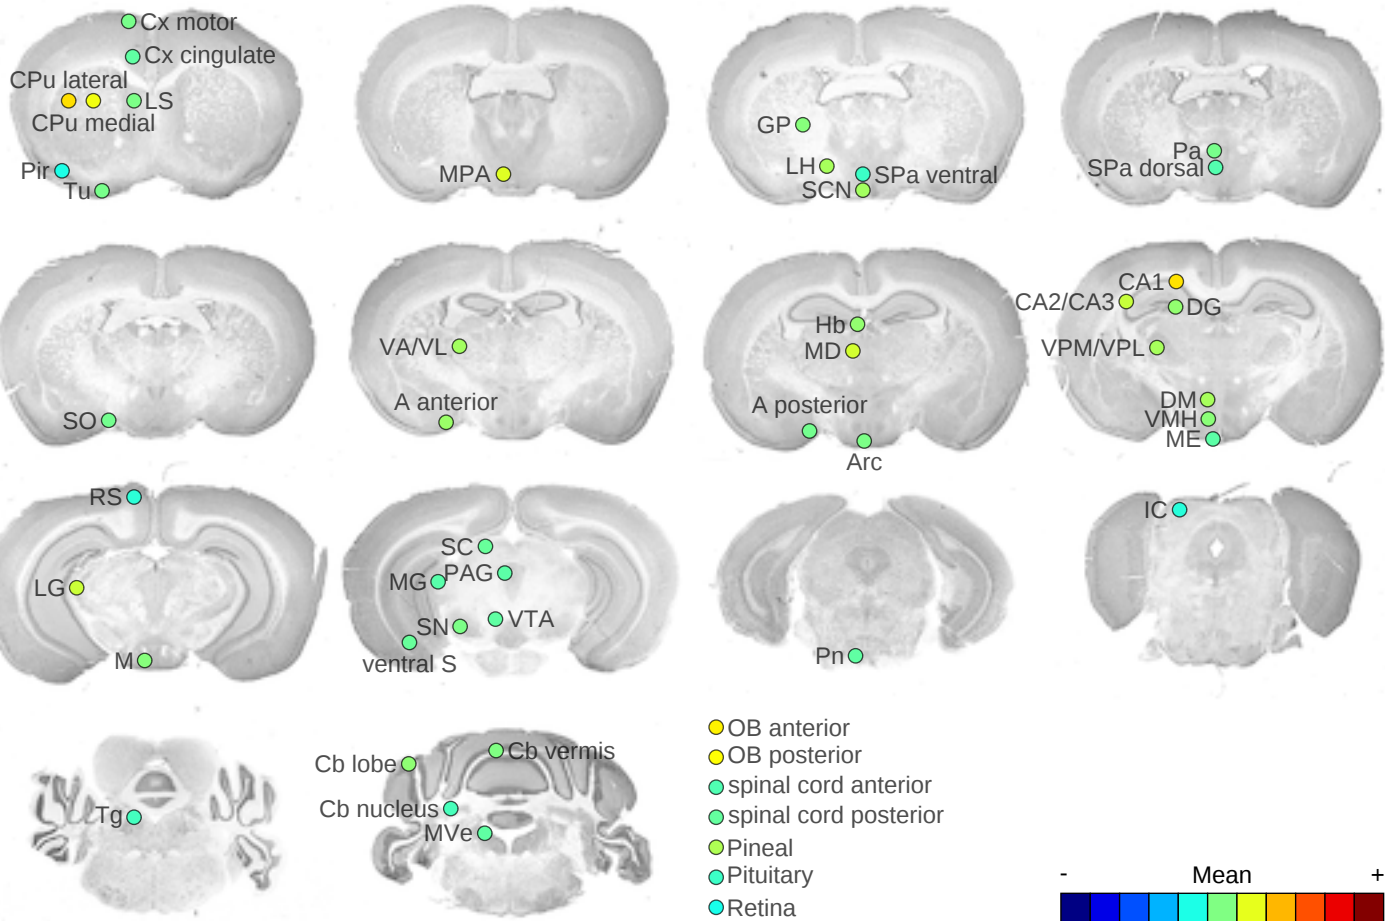 Cx motor
Cx cingulate
CPu lateral
LS
CPu medial
Pir
Tu
MPA
GP
LH
SPa ventral
SCN
Pa
SPa dorsal
SO
VA/VL
A anterior
Hb
MD
A posterior
Arc
CA1
CA2/CA3
DG
VPM/VPL
DM
VMH
ME
RS
LG
M
SC
PAG
MG
VTA
SN
ventral S
Pn
IC
Tg
Cb vermis
Cb lobe
Cb nucleus
MVe
OB anterior
OB posterior
spinal cord anterior
spinal cord posterior
Pineal
Pituitary
Retina
- Mean +